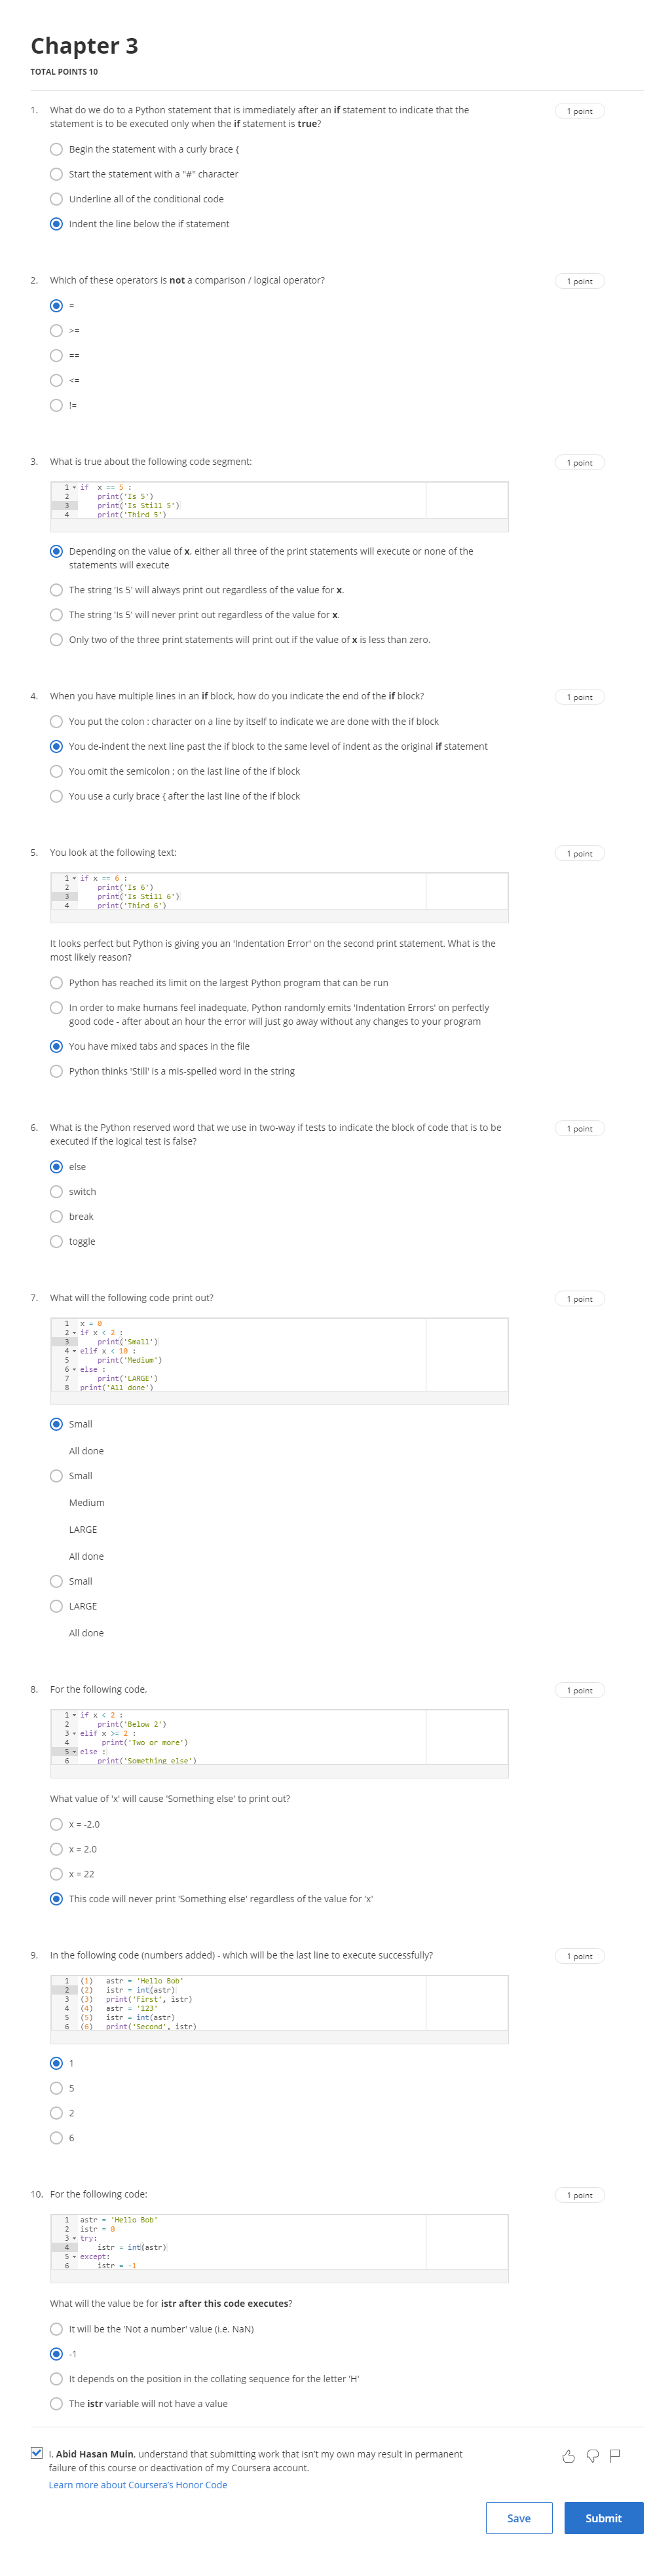 Chapter 3
TOTAL POINTS 10
1. What do we do to a Python statement that is immediately after an if statement to indicate that the
statement is to be executed only when the if statement is true?
1 point
Begin the statement with a curly brace {
Start the statement with a "#" character
Underline all of the conditional code
Indent the line below the if statement
2. Which of these operators is not a comparison / logical operator?
1 point
=
>=
==
<=
!=
3. What is true about the following code segment:
1 point
1 if  x == 5 :
2     print('Is 5')
3     print('Is Still 5')
4     print('Third 5')
Depending on the value of x, either all three of the print statements will execute or none of the
statements will execute
The string 'Is 5' will always print out regardless of the value for x.
The string 'Is 5' will never print out regardless of the value for x.
Only two of the three print statements will print out if the value of x is less than zero.
4. When you have multiple lines in an if block, how do you indicate the end of the if block?
1 point
You put the colon : character on a line by itself to indicate we are done with the if block
You de-indent the next line past the if block to the same level of indent as the original if statement
You omit the semicolon ; on the last line of the if block
You use a curly brace { after the last line of the if block
5. You look at the following text:
1 point
1 if x == 6 :
2     print('Is 6')
3     print('Is Still 6')
4     print('Third 6')
It looks perfect but Python is giving you an 'Indentation Error' on the second print statement. What is the
most likely reason?
Python has reached its limit on the largest Python program that can be run
In order to make humans feel inadequate, Python randomly emits 'Indentation Errors' on perfectly
good code - after about an hour the error will just go away without any changes to your program
You have mixed tabs and spaces in the file
Python thinks 'Still' is a mis-spelled word in the string
6. What is the Python reserved word that we use in two-way if tests to indicate the block of code that is to be
executed if the logical test is false?
1 point
else
switch
break
toggle
7. What will the following code print out?
1 point
1 x = 0
2 if x < 2 :
3     print('Small')
4 elif x < 10 :
5     print('Medium')
6 else :
7     print('LARGE')
8 print('All done')
Small
All done
Small
Medium
LARGE
All done
Small
LARGE
All done
8. For the following code,
1 point
1 if x < 2 :
2     print('Below 2')
3 elif x >= 2 :
4      print('Two or more')
5 else :
6     print('Something else')
What value of 'x' will cause 'Something else' to print out?
x = -2.0
x = 2.0
x = 22
This code will never print 'Something else' regardless of the value for 'x'
9. In the following code (numbers added) - which will be the last line to execute successfully?
1 point
1 (1)   astr = 'Hello Bob'
2 (2)   istr = int(astr)
3 (3)   print('First', istr)
4 (4)   astr = '123'
5 (5)   istr = int(astr)
6 (6)   print('Second', istr)
1
5
2
6
10. For the following code:
1 point
1 astr = 'Hello Bob'
2 istr = 0
3 try:
4     istr = int(astr)
5 except:
6     istr = -1
What will the value be for istr after this code executes?
It will be the 'Not a number' value (i.e. NaN)
-1
It depends on the position in the collating sequence for the letter 'H'
The istr variable will not have a value
I, Abid Hasan Muin, understand that submitting work that isn't my own may result in permanent
failure of this course or deactivation of my Coursera account.
Learn more about Coursera's Honor Code
Save
Submit